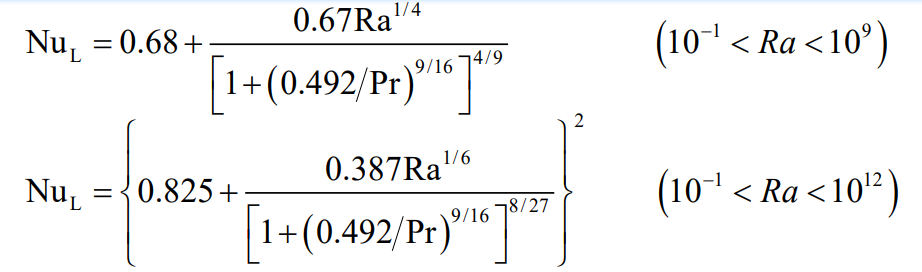 Nu_L = 0.68 + 0.67Ra^{1/4} / [1+(0.492/Pr)^{9/16}]^{4/9} (10^{-1} < Ra < 10^{9})
Nu_L = {0.825 + 0.387Ra^{1/6} / [1+(0.492/Pr)^{9/16}]^{8/27}}^{2} (10^{-1} < Ra < 10^{12})